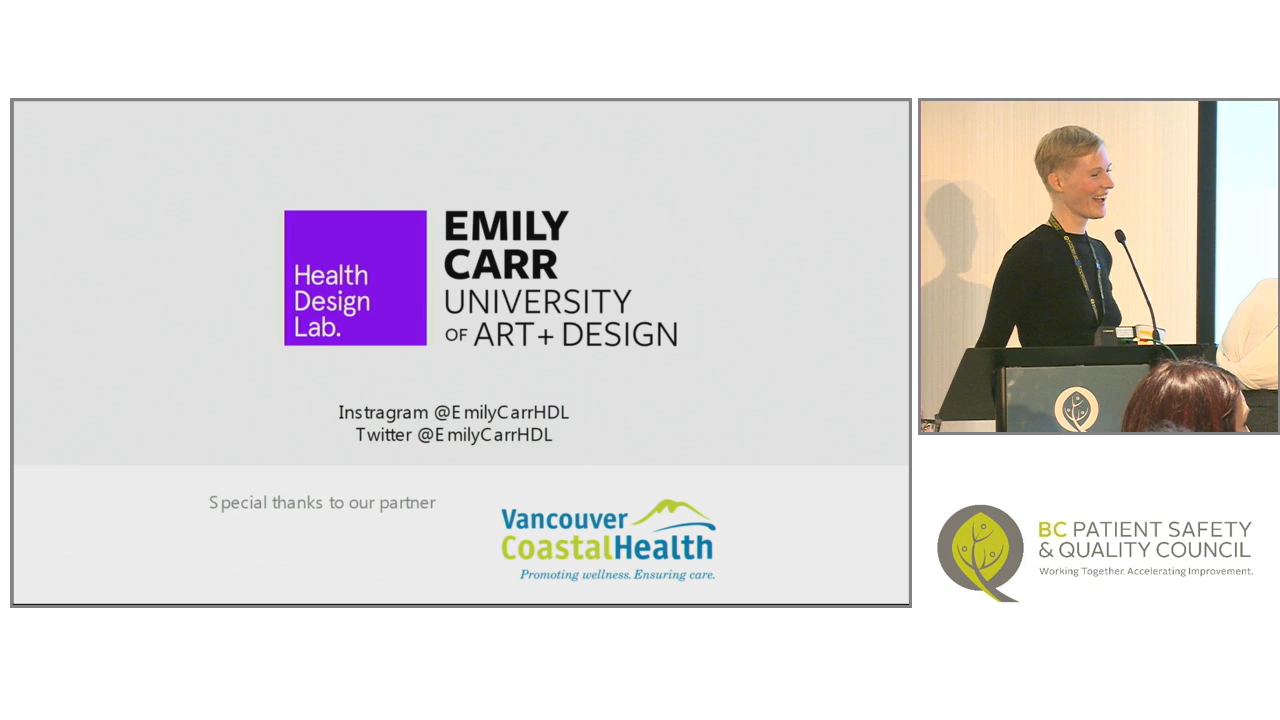 Health
Design
Lab.
EMILY
CARR
UNIVERSITY
OF ART + DESIGN
Instragram @EmilyCarrHDL
Twitter @EmilyCarrHDL
Special thanks to our partner
Vancouver
CoastalHealth
Promoting wellness. Ensuring care.
BC PATIENT SAFETY
& QUALITY COUNCIL
Working Together. Accelerating Improvement.